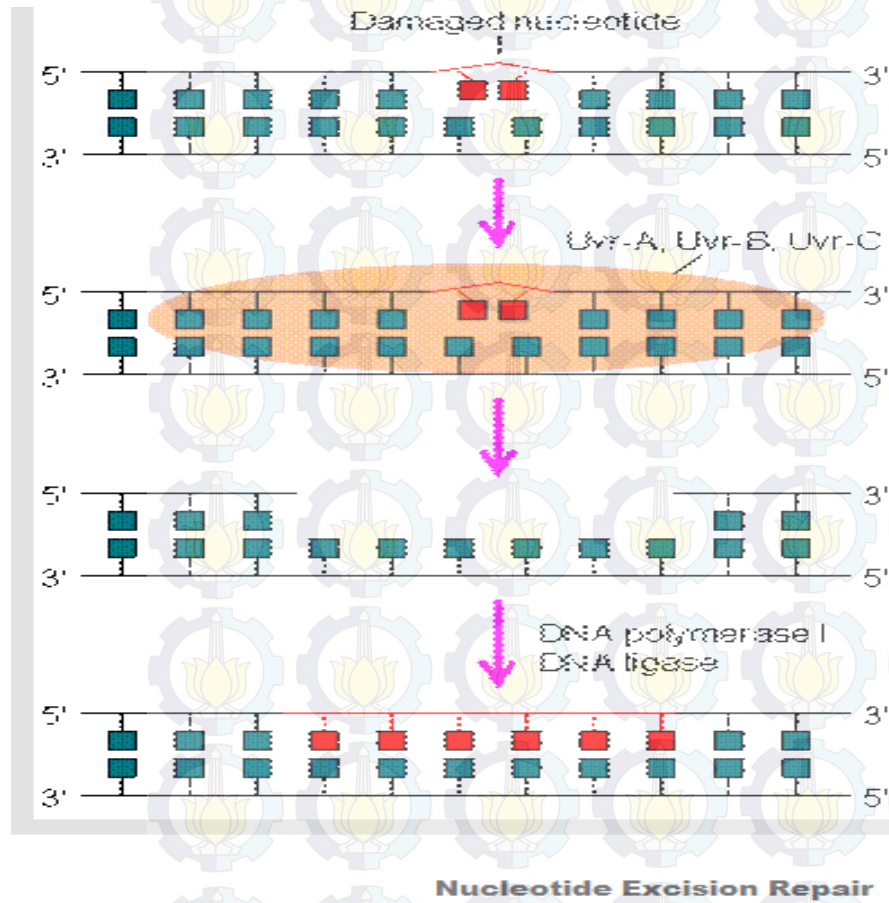 Damaged nucleotide
5' 3'
3' 5'
Uvr-A, Uvr-B, Uvr-C
5' 3'
3' 5'
5' 3'
3' 5'
DNA polymerase I
DNA ligase
5' 3'
3' 5'
Nucleotide Excision Repair